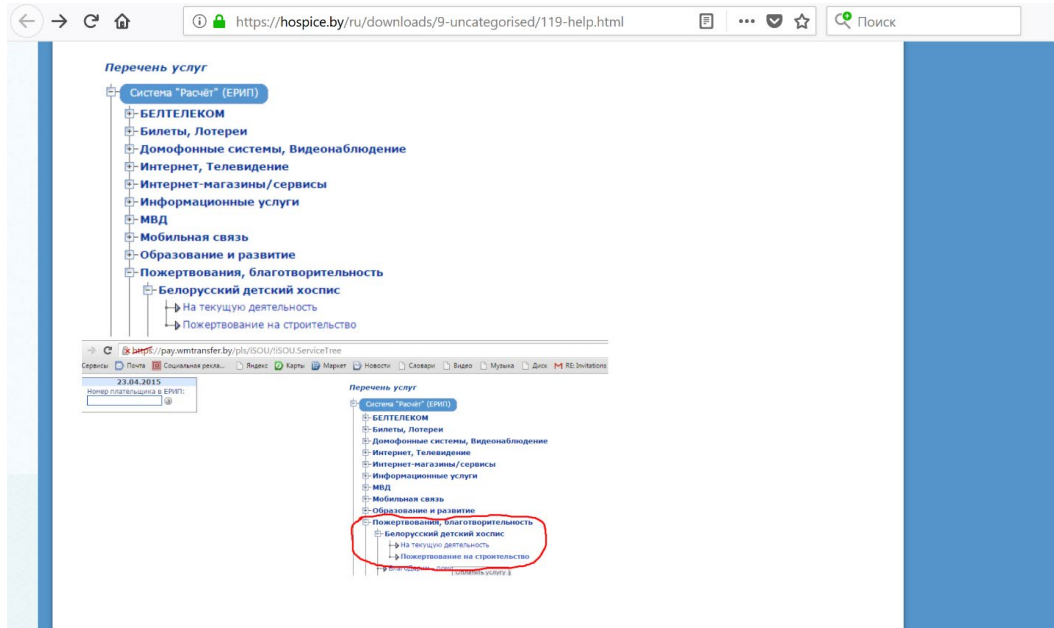 https://hospice.by/ru/downloads/9-uncategorised/119-help.html
Поиск
Перечень услуг
Система "Расчёт" (ЕРИП)
БЕЛТЕЛЕКОМ
Билеты, Лотереи
Домофонные системы, Видеонаблюдение
Интернет, Телевидение
Интернет-магазины/сервисы
Информационные услуги
МВД
Мобильная связь
Образование и развитие
Пожертвования, благотворительность
Белорусский детский хоспис
На текущую деятельность
Пожертвование на строительство
https://pay.wmtransfer.by/pls/iSOU/!iSOU.ServiceTree
Сервисы Почта Социальная рекла... Яндекс Карты Маркет Новости Словари Видео Музыка Диск RE: Invitations
23.04.2015
Номер плательщика в ЕРИП:
Перечень услуг
Система "Расчёт" (ЕРИП)
БЕЛТЕЛЕКОМ
Билеты, Лотереи
Домофонные системы, Видеонаблюдение
Интернет, Телевидение
Интернет-магазины/сервисы
Информационные услуги
МВД
Мобильная связь
Образование и развитие
Пожертвования, благотворительность
Белорусский детский хоспис
На текущую деятельность
Пожертвование на строительство
Оплатить услугу